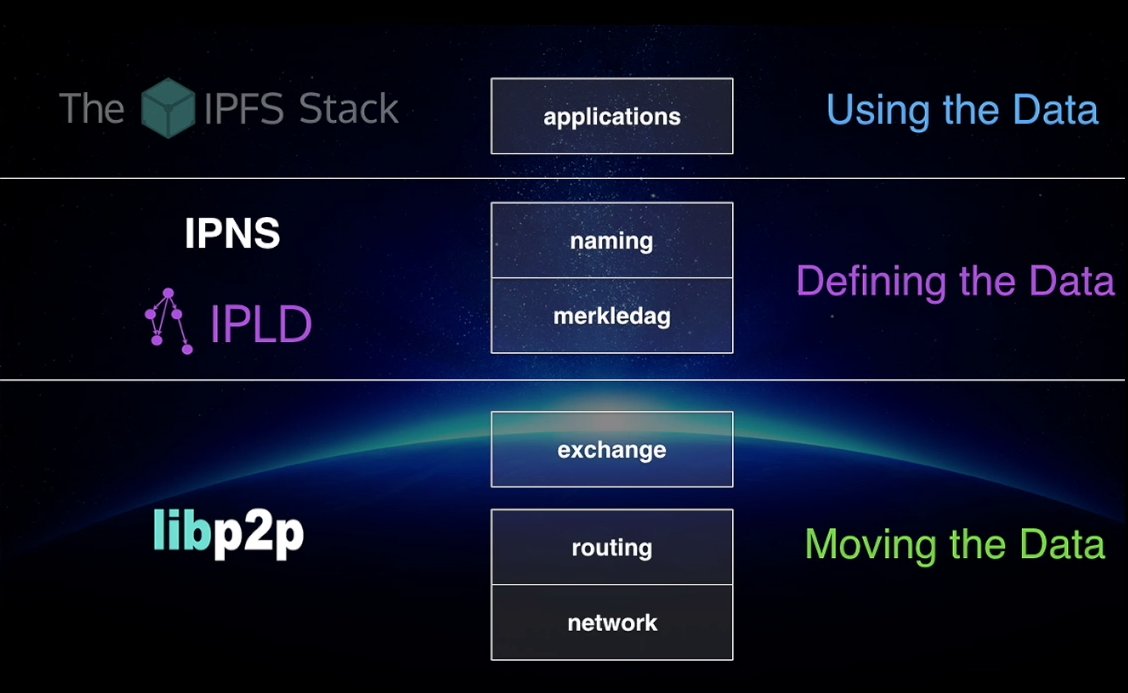 The IPFS Stack
applications
Using the Data
IPNS
naming
Defining the Data
IPLD
merkledag
exchange
libp2p
routing
Moving the Data
network